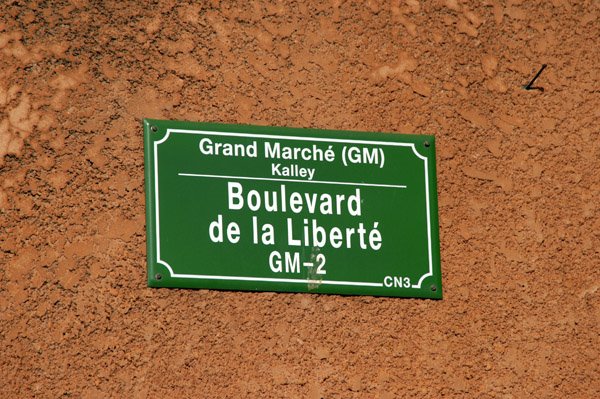 Grand Marché (GM)
Kalley
Boulevard
de la Liberté
GM-2
CN3